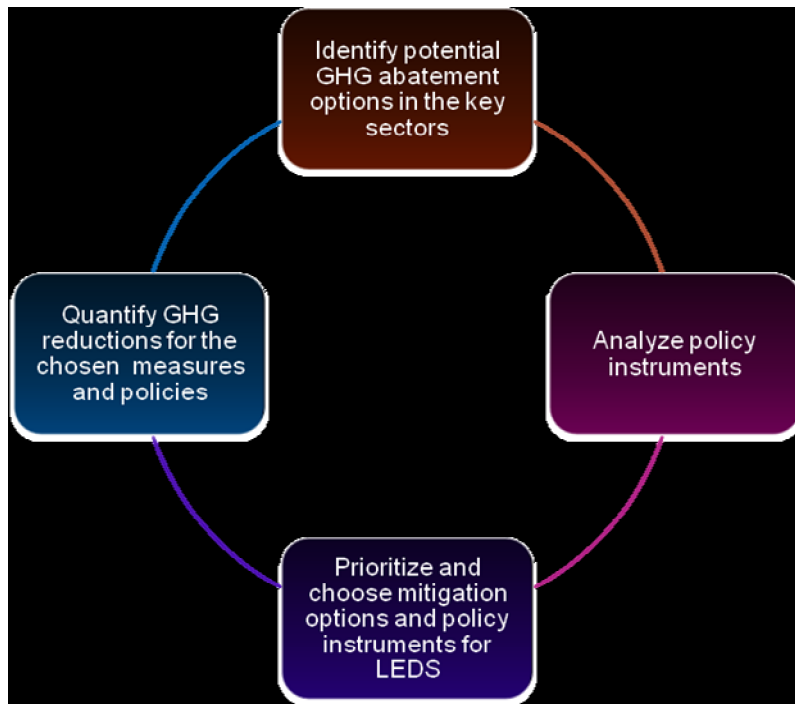 Identify potential
GHG abatement
options in the key
sectors
Analyze policy
instruments
Prioritize and
choose mitigation
options and policy
instruments for
LEDS
Quantify GHG
reductions for the
chosen  measures
and policies